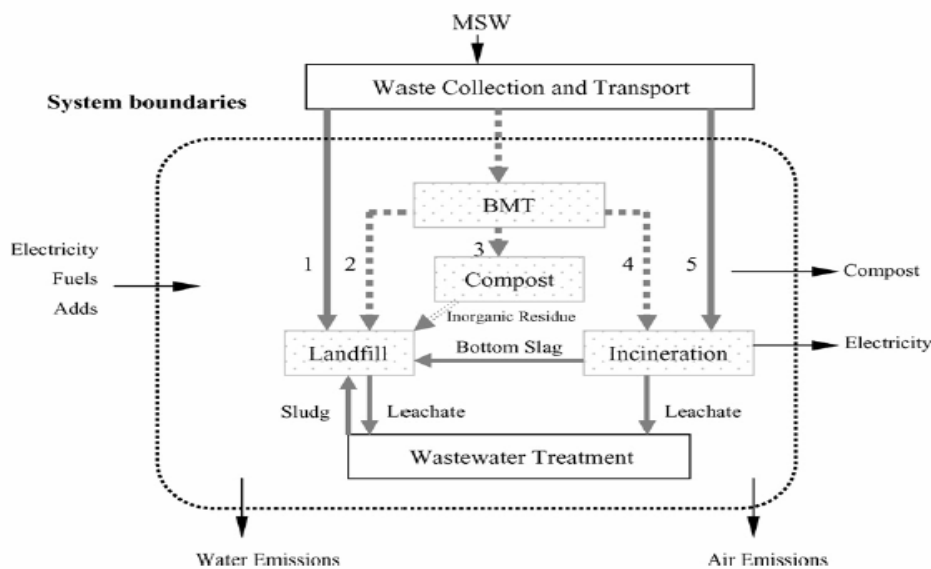 MSW
Waste Collection and Transport
System boundaries
BMT
Electricity
Fuels
Adds
1
2
3
4
5
Compost
Compost
Inorganic Residue
Landfill
Bottom Slag
Incineration
Electricity
Sludg
Leachate
Leachate
Wastewater Treatment
Water Emissions
Air Emissions